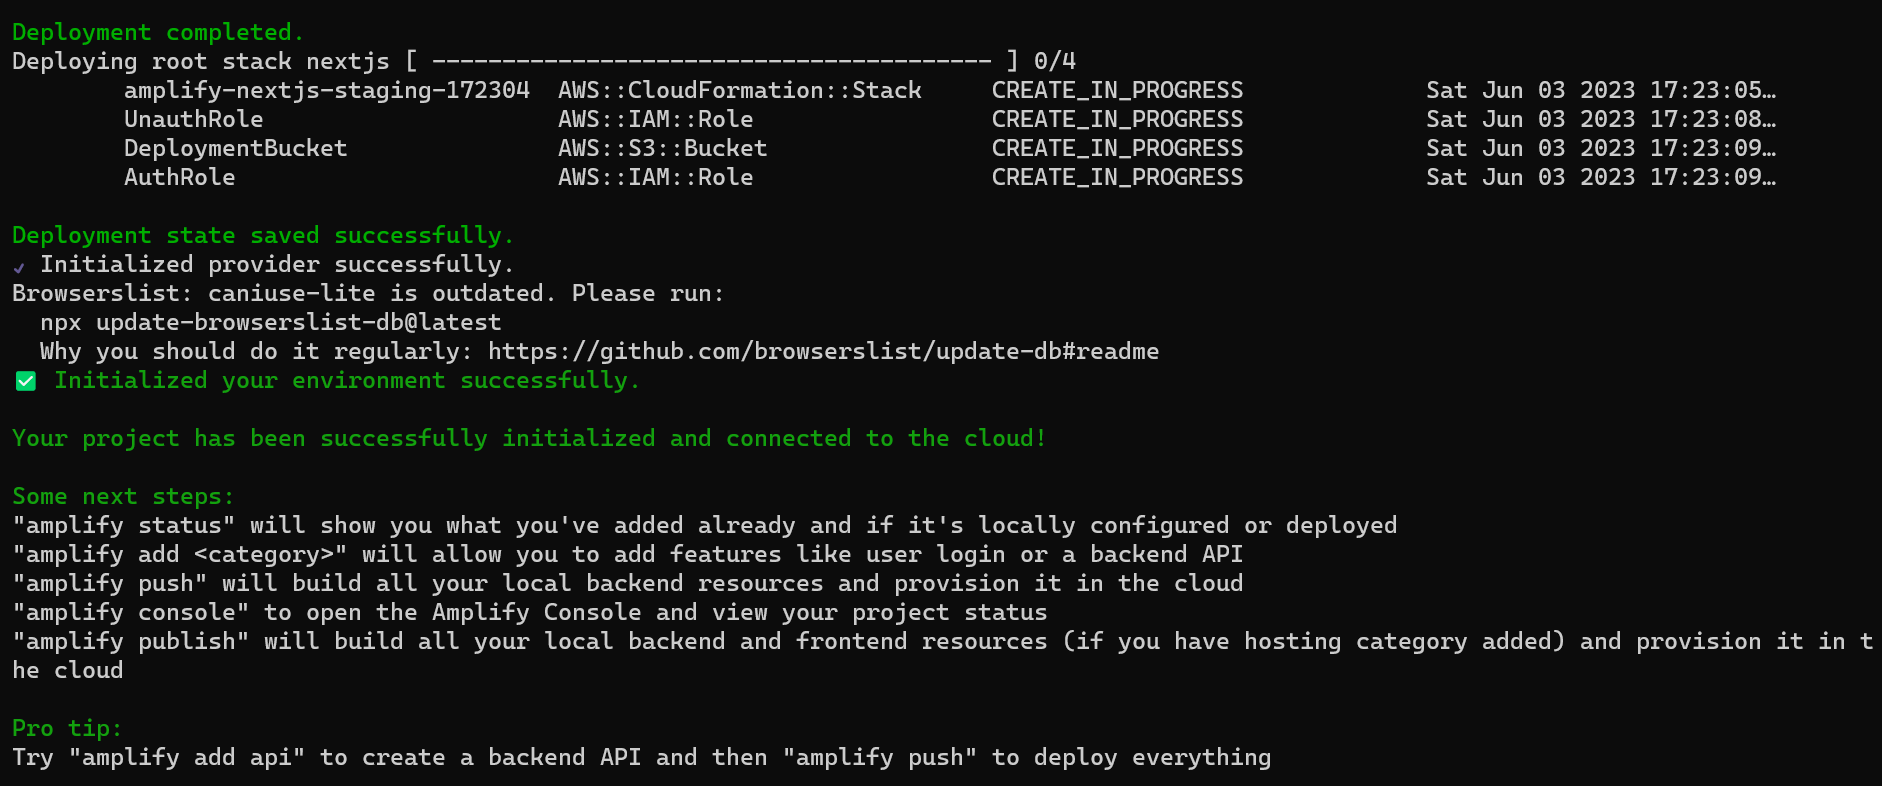 Deployment completed.
Deploying root stack nextjs [ ---------------------------------------- ] 0/4
        amplify-nextjs-staging-172304  AWS::CloudFormation::Stack     CREATE_IN_PROGRESS             Sat Jun 03 2023 17:23:05…
        UnauthRole                     AWS::IAM::Role                 CREATE_IN_PROGRESS             Sat Jun 03 2023 17:23:08…
        DeploymentBucket               AWS::S3::Bucket                CREATE_IN_PROGRESS             Sat Jun 03 2023 17:23:09…
        AuthRole                       AWS::IAM::Role                 CREATE_IN_PROGRESS             Sat Jun 03 2023 17:23:09…

Deployment state saved successfully.
✔ Initialized provider successfully.
Browserslist: caniuse-lite is outdated. Please run:
  npx update-browserslist-db@latest
  Why you should do it regularly: https://github.com/browserslist/update-db#readme
✅ Initialized your environment successfully.

Your project has been successfully initialized and connected to the cloud!

Some next steps:
"amplify status" will show you what you've added already and if it's locally configured or deployed
"amplify add <category>" will allow you to add features like user login or a backend API
"amplify push" will build all your local backend resources and provision it in the cloud
"amplify console" to open the Amplify Console and view your project status
"amplify publish" will build all your local backend and frontend resources (if you have hosting category added) and provision it in t
he cloud

Pro tip:
Try "amplify add api" to create a backend API and then "amplify push" to deploy everything